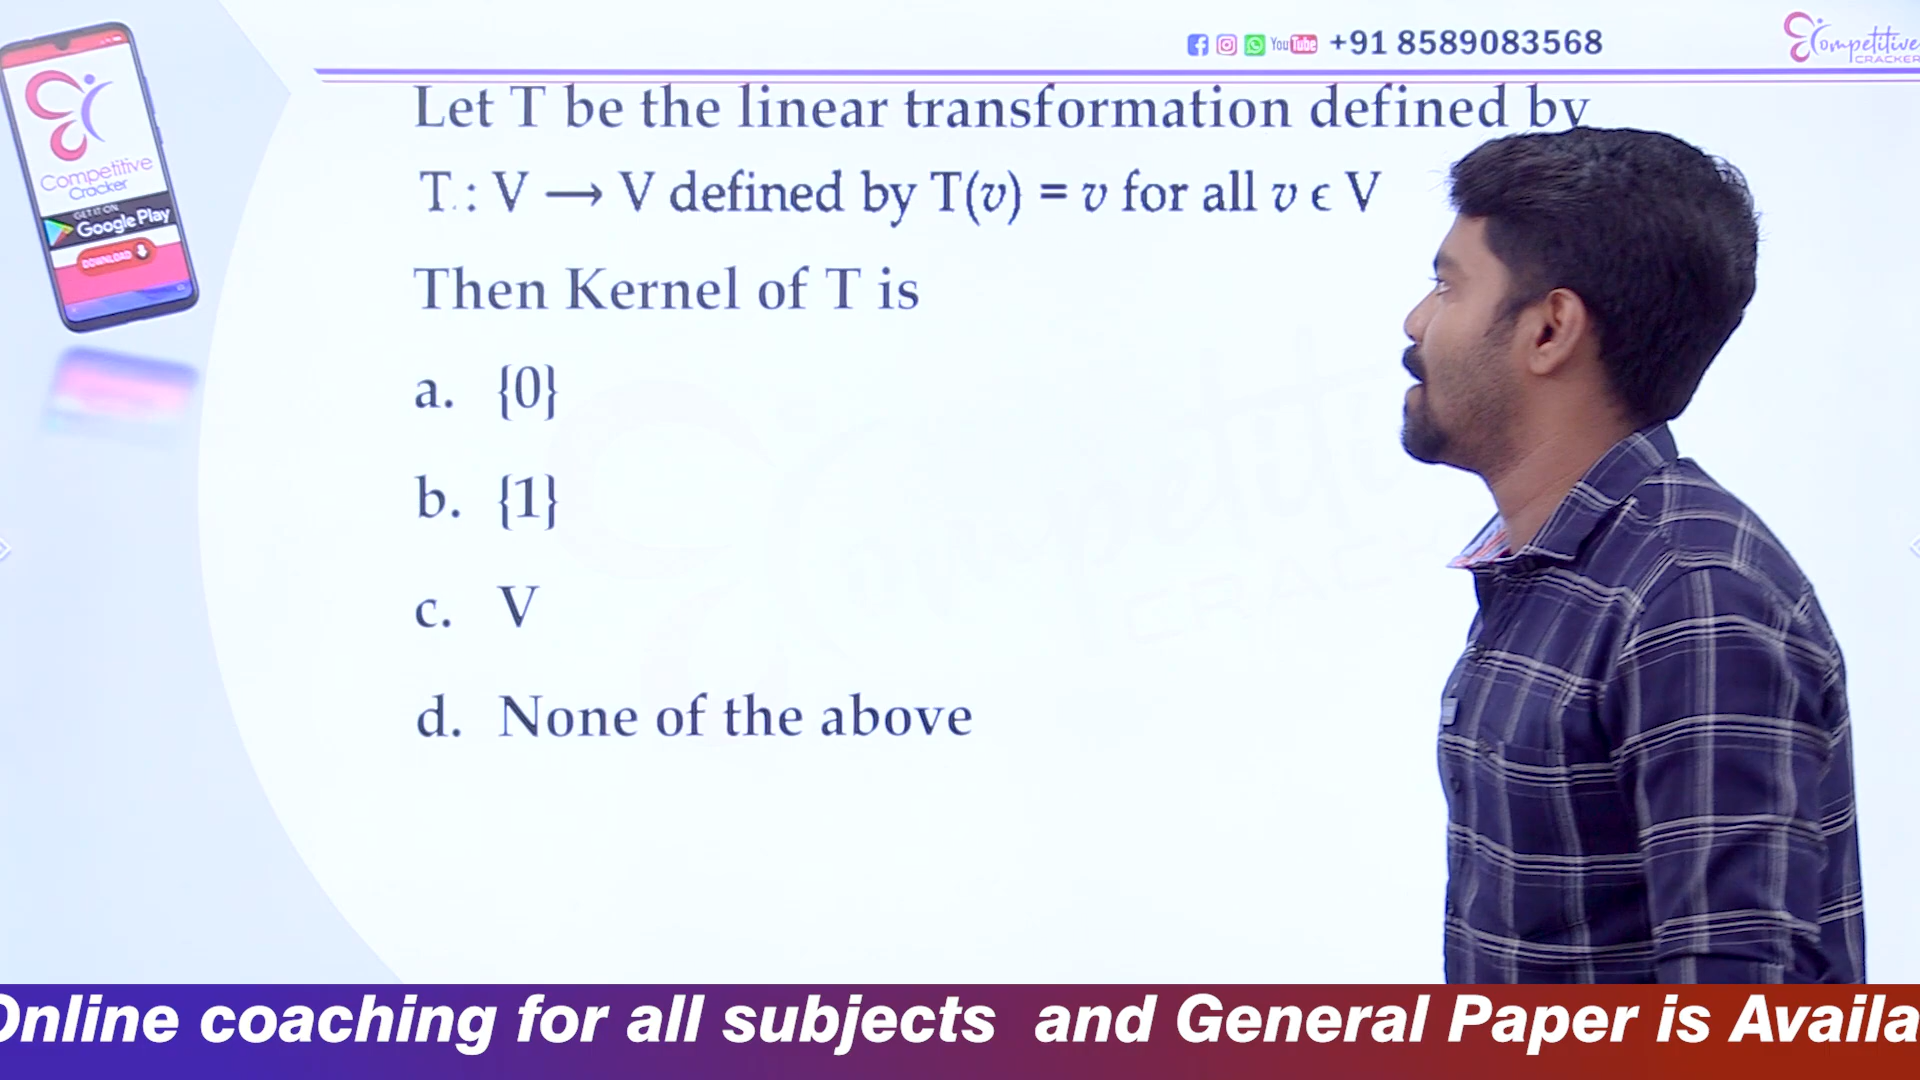 You Tube +91 8589083568
Competitive
CRACKER
Competitive
Cracker
GET IT ON
Google Play
DOWNLOAD
Let T be the linear transformation defined by
T : V → V defined by T(v) = v for all v ϵ V
Then Kernel of T is
a. {0}
b. {1}
c. V
d. None of the above
Online coaching for all subjects and General Paper is Availa